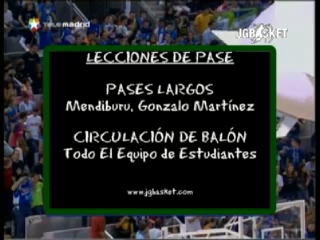 telemadrid
JGBASKET
LECCIONES DE PASE
PASES LARGOS
Mendiburu, Gonzalo Martínez
CIRCULACIÓN DE BALÓN
Todo El Equipo de Estudiantes
www.jgbasket.com